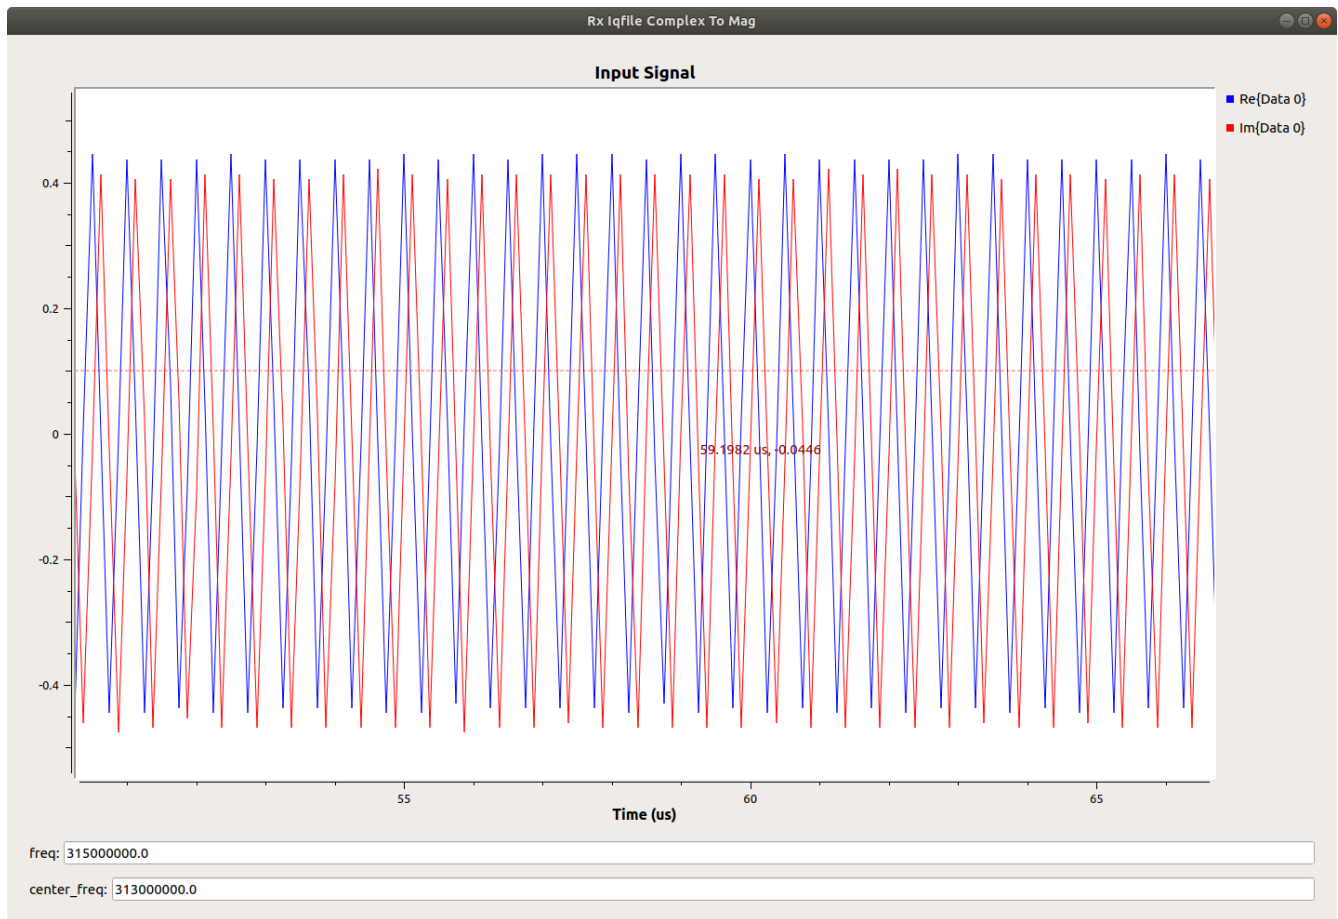 Rx Iqfile Complex To Mag
Input Signal
Re{Data 0}
Im{Data 0}
0.4
0.2
0
-0.2
-0.4
59.1982 us, -0.0446
55
60
65
Time (us)
freq: 315000000.0
center_freq: 313000000.0